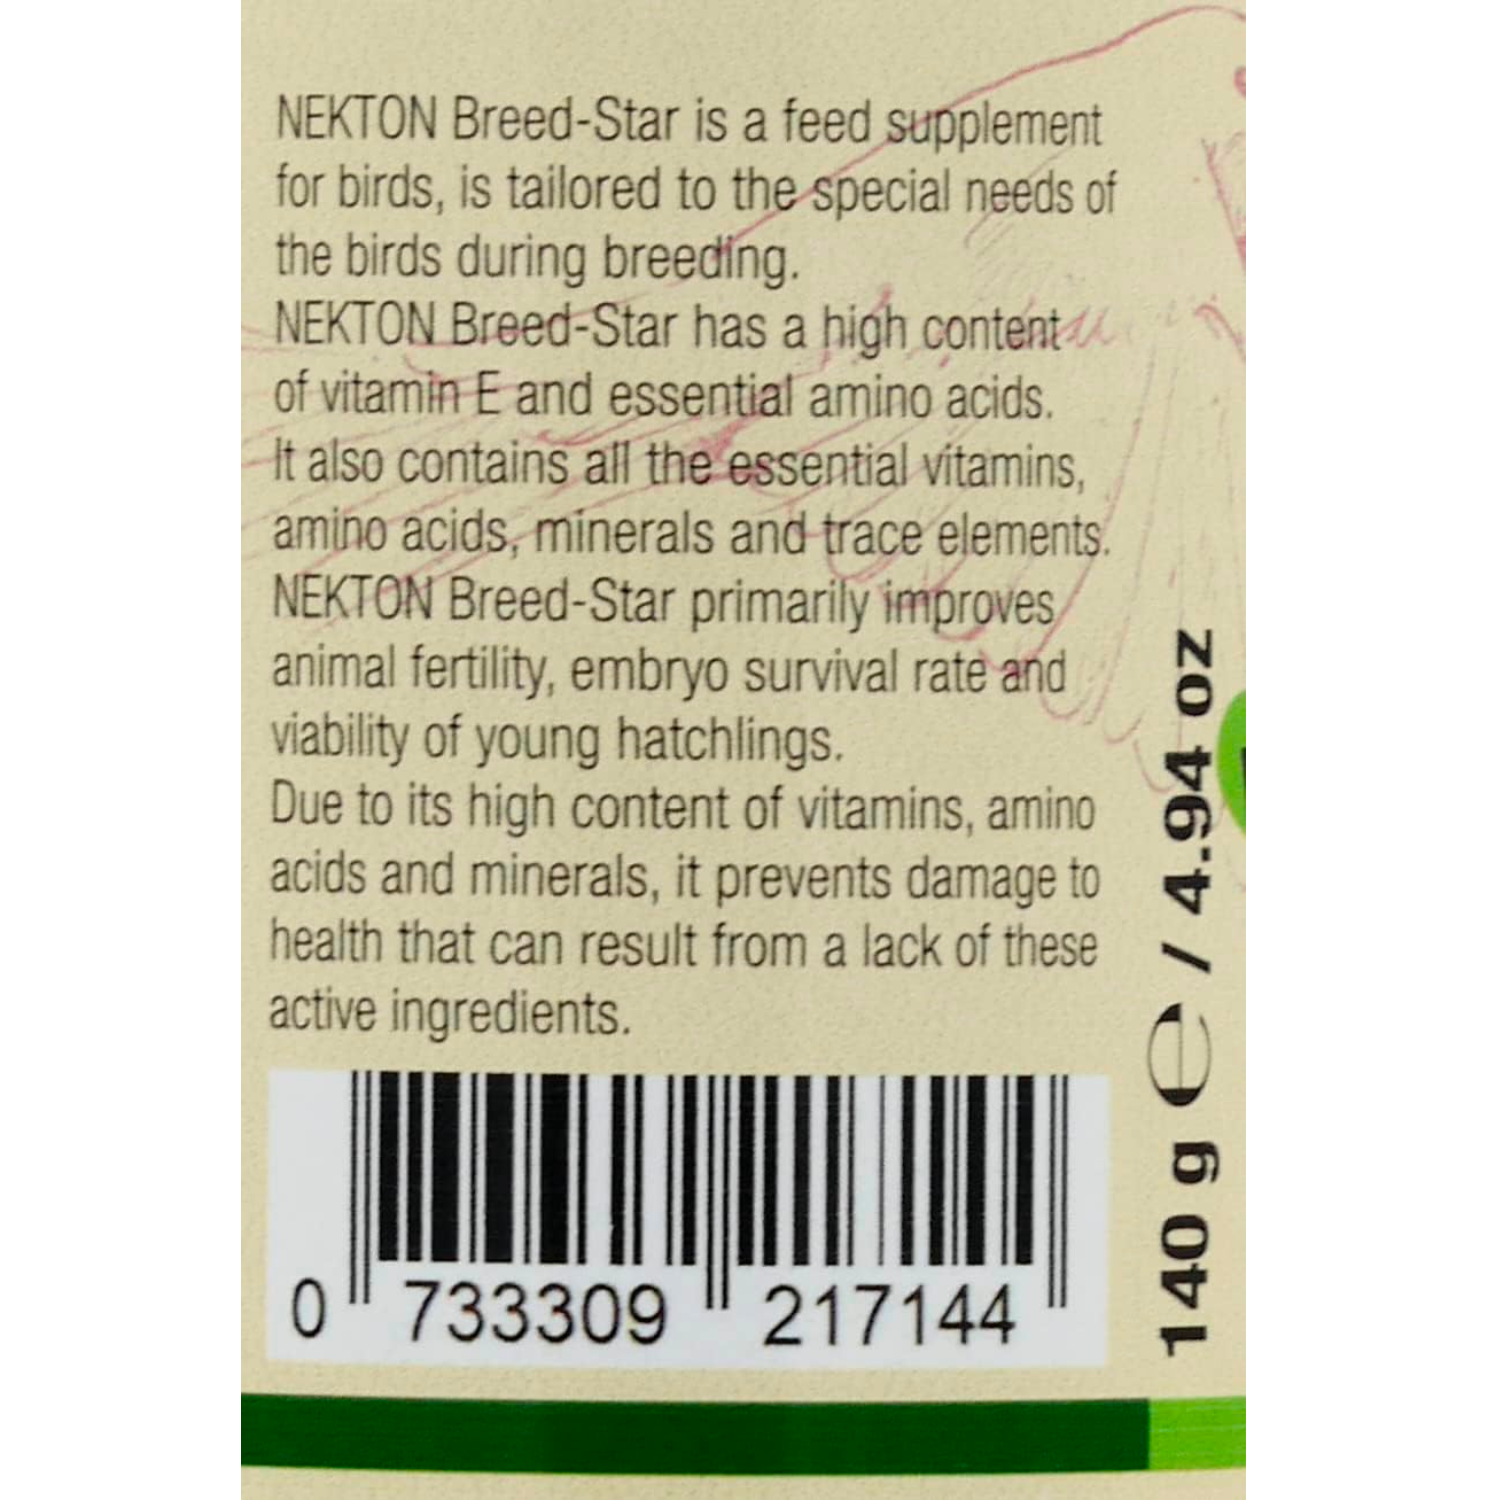 NEKTON Breed-Star is a feed supplement
for birds, is tailored to the special needs of
the birds during breeding.
NEKTON Breed-Star has a high content
of vitamin E and essential amino acids.
It also contains all the essential vitamins,
amino acids, minerals and trace elements.
NEKTON Breed-Star primarily improves
animal fertility, embryo survival rate and
viability of young hatchlings.
Due to its high content of vitamins, amino
acids and minerals, it prevents damage to
health that can result from a lack of these
active ingredients.
0 733309 217144
140 g ℮ / 4.94 oz